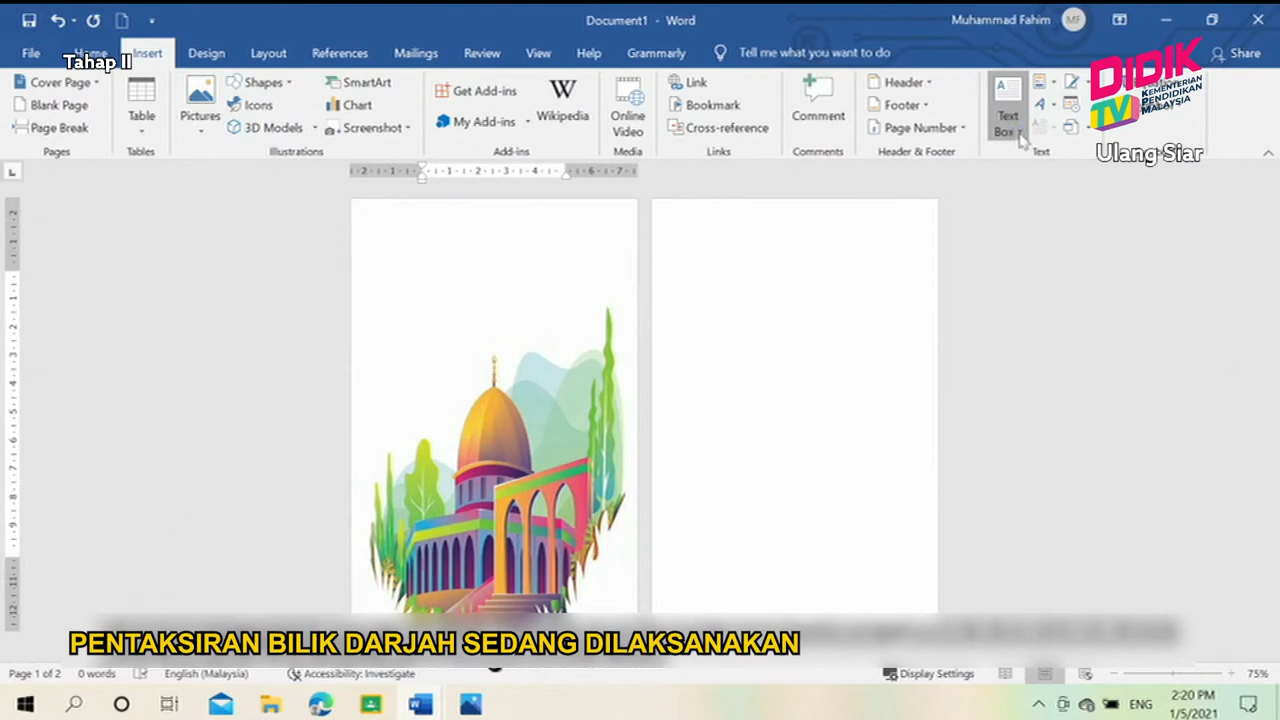 Document1 - Word
Muhammad Fahim
MF
File
Home
Insert
Design
Layout
References
Mailings
Review
View
Help
Grammarly
Tell me what you want to do
Share
Tahap II
DIDIK
TV
KEMENTERIAN
PENDIDIKAN
MALAYSIA
Ulang Siar
Cover Page
Blank Page
Page Break
Pages
Table
Tables
Pictures
Shapes
Icons
3D Models
SmartArt
Chart
Screenshot
Illustrations
Get Add-ins
My Add-ins
Wikipedia
Add-ins
Online
Video
Media
Link
Bookmark
Cross-reference
Links
Comment
Comments
Header
Footer
Page Number
Header & Footer
Text
Box
Text
PENTAKSIRAN BILIK DARJAH SEDANG DILAKSANAKAN
Page 1 of 2
0 words
English (Malaysia)
Accessibility: Investigate
Display Settings
75%
ENG
2:20 PM
1/5/2021